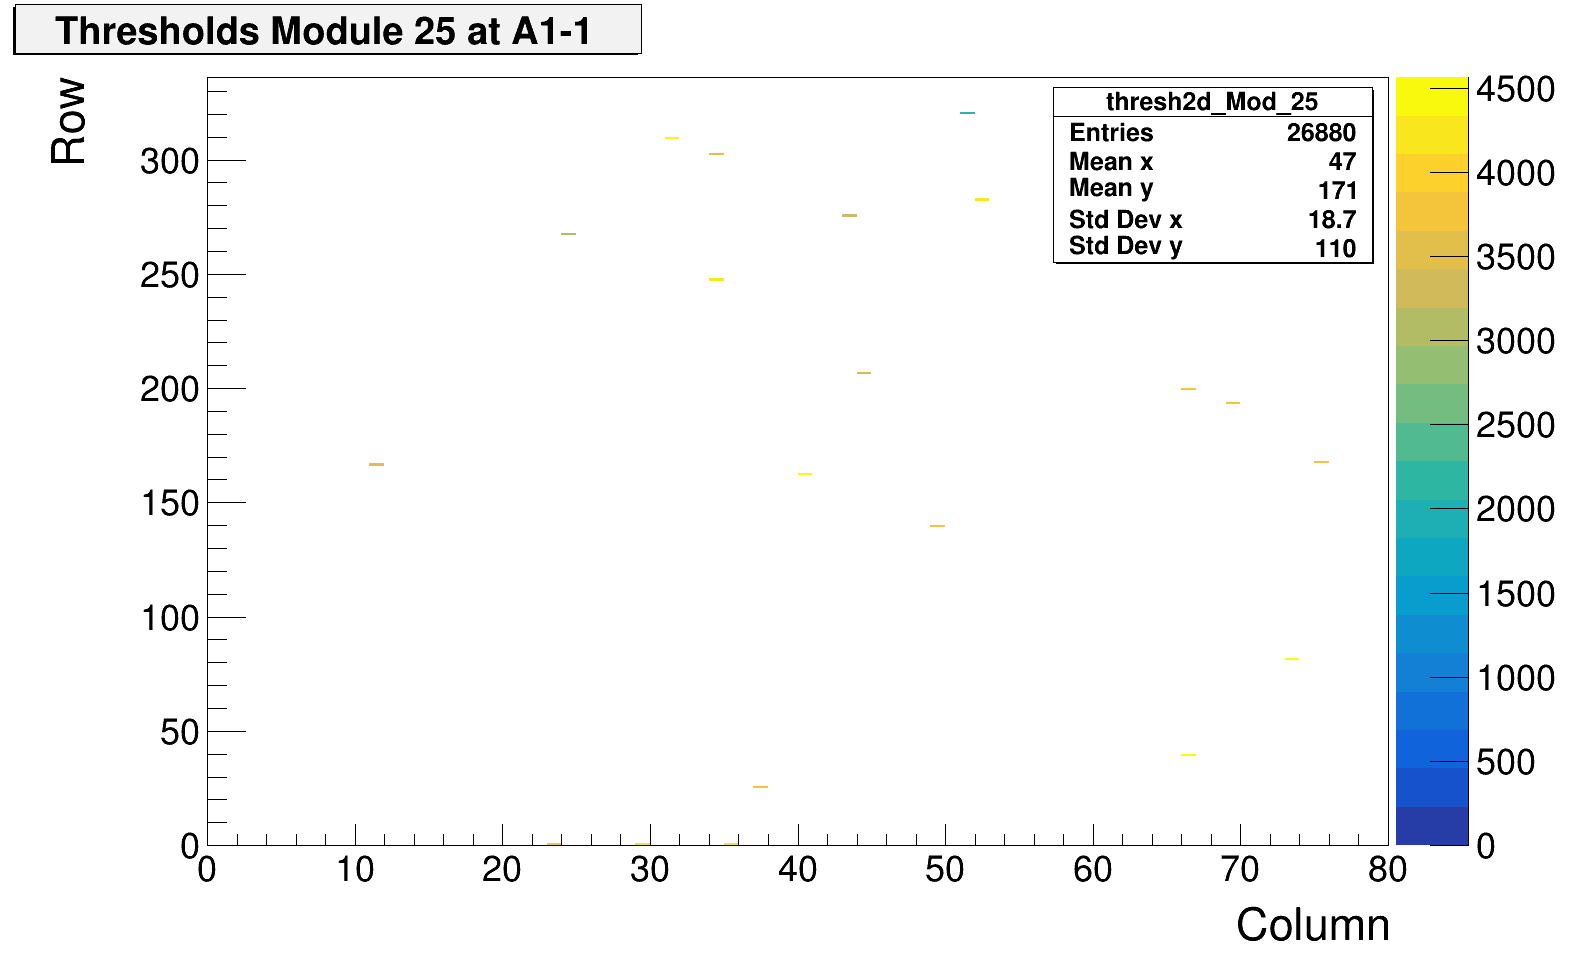 Thresholds Module 25 at A1-1
Row
thresh2d_Mod_25
Entries 26880
Mean x 47
Mean y 171
Std Dev x 18.7
Std Dev y 110
300
250
200
150
100
50
0
0 10 20 30 40 50 60 70 80
Column
4500
4000
3500
3000
2500
2000
1500
1000
500
0